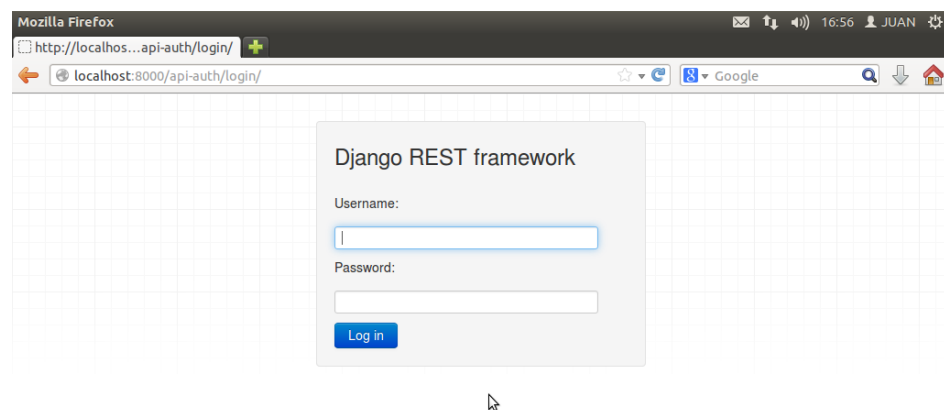 Mozilla Firefox 16:56 JUAN
http://localhos...api-auth/login/
localhost:8000/api-auth/login/ 8 Google
Django REST framework
Username:
Password:
Log in